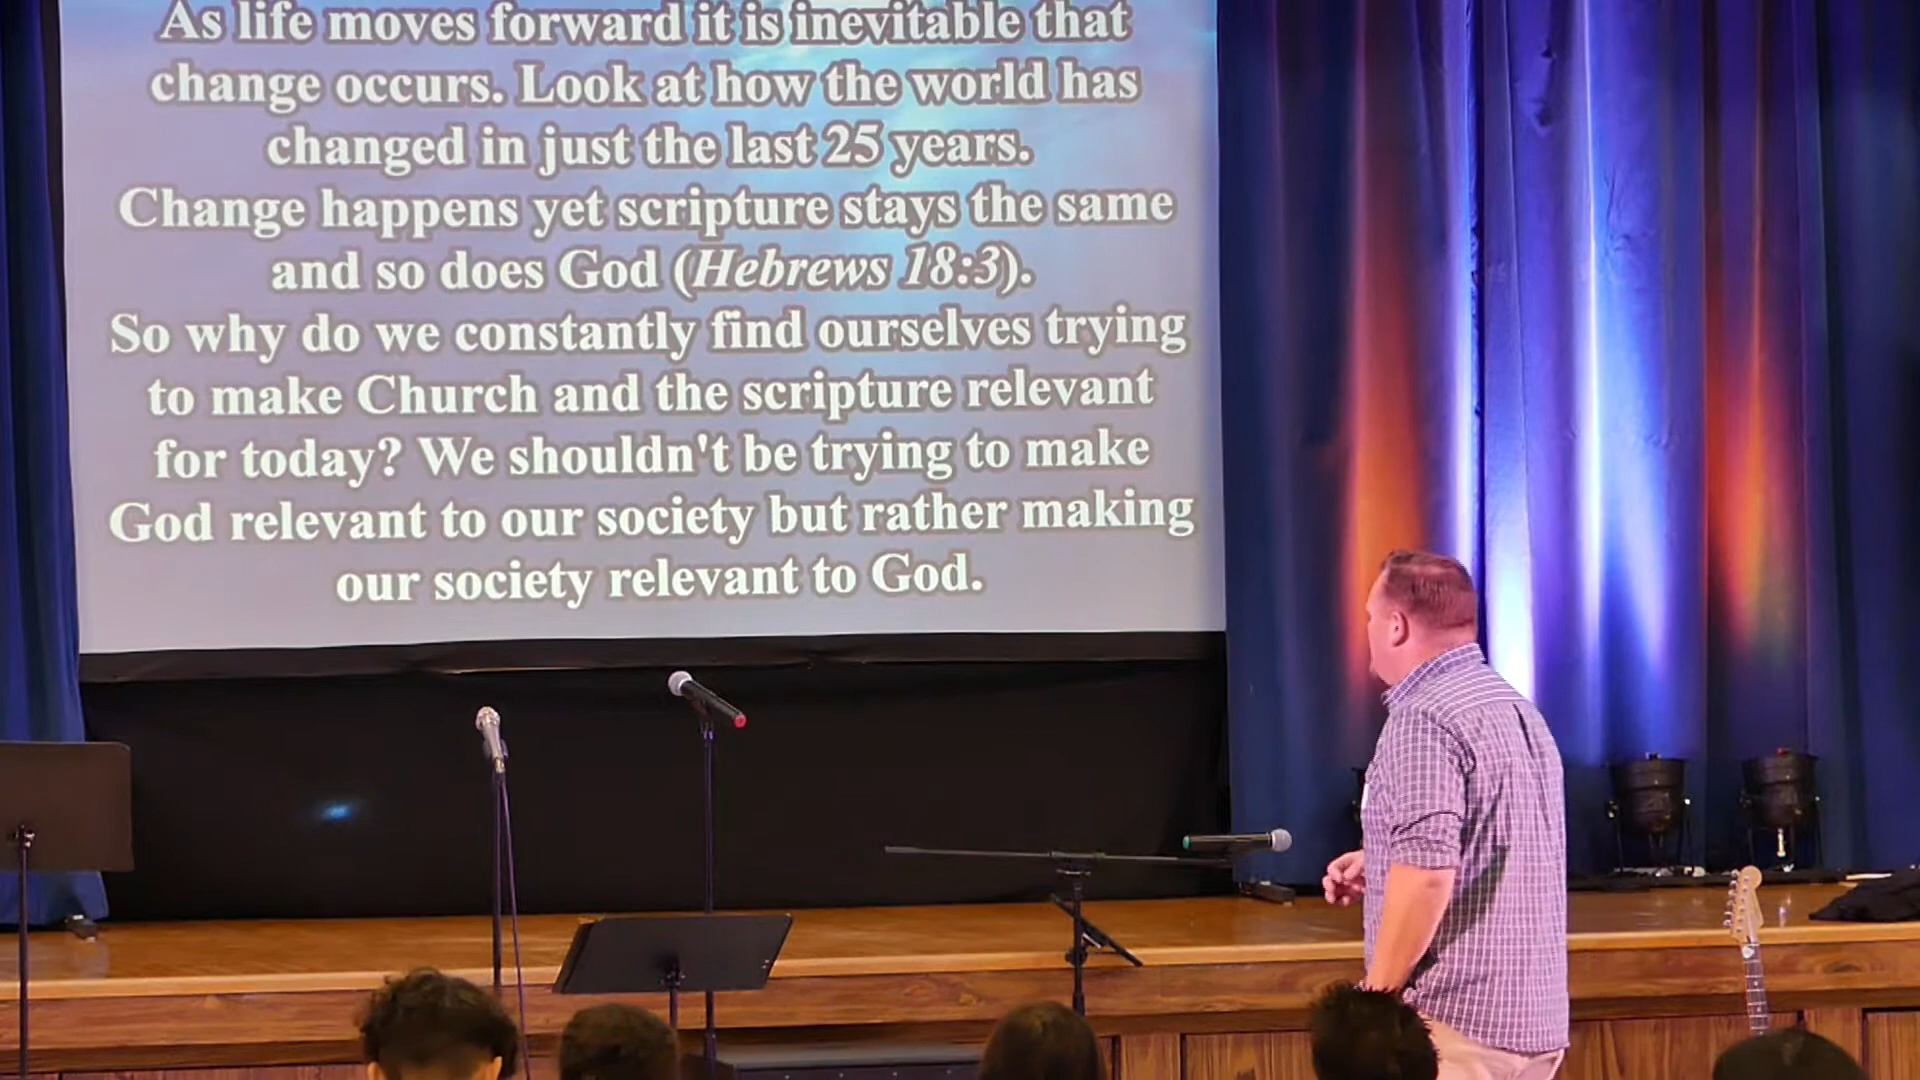 As life moves forward it is inevitable that
change occurs. Look at how the world has
changed in just the last 25 years.
Change happens yet scripture stays the same
and so does God (Hebrews 18:3).
So why do we constantly find ourselves trying
to make Church and the scripture relevant
for today? We shouldn't be trying to make
God relevant to our society but rather making
our society relevant to God.